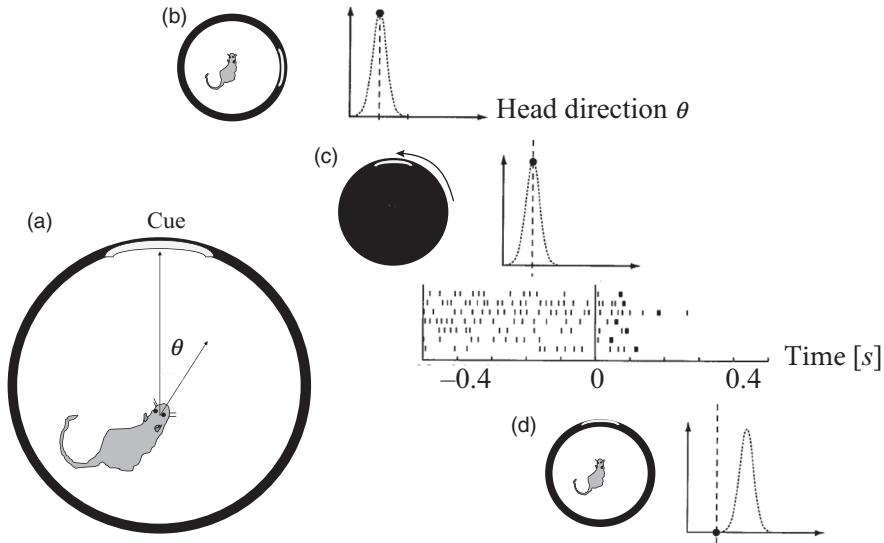 (b)
Head direction θ
(c)
(a)
Cue
θ
Time [s]
−0.4
0
0.4
(d)